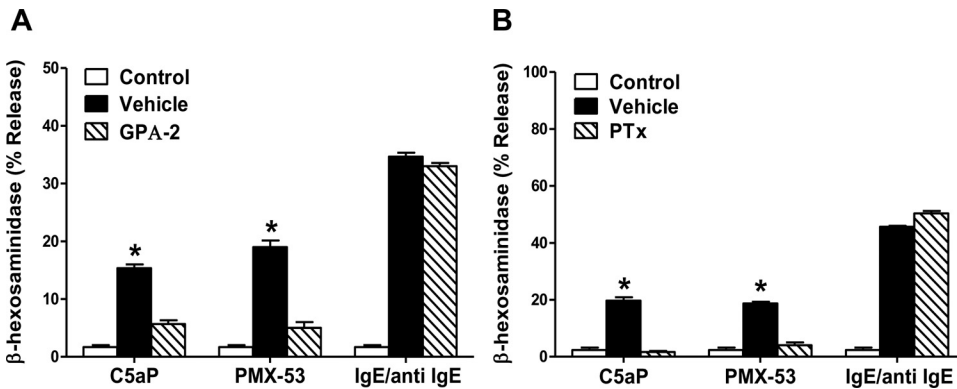 A
β-hexosaminidase (% Release)
50
40
30
20
10
0
Control
Vehicle
GPA-2
*
*
C5aP
PMX-53
IgE/anti IgE
B
β-hexosaminidase (% Release)
100
80
60
40
20
0
Control
Vehicle
PTx
*
*
C5aP
PMX-53
IgE/anti IgE